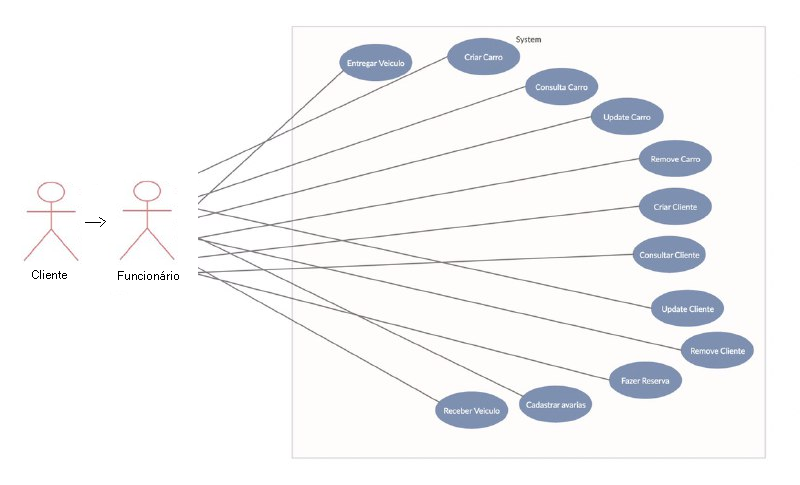 System
Entregar Veiculo
Criar Carro
Consulta Carro
Update Carro
Remove Carro
Criar Cliente
Consultar Cliente
Update Cliente
Remove Cliente
Fazer Reserva
Cadastrar avarias
Receber Veiculo
Cliente
Funcionário